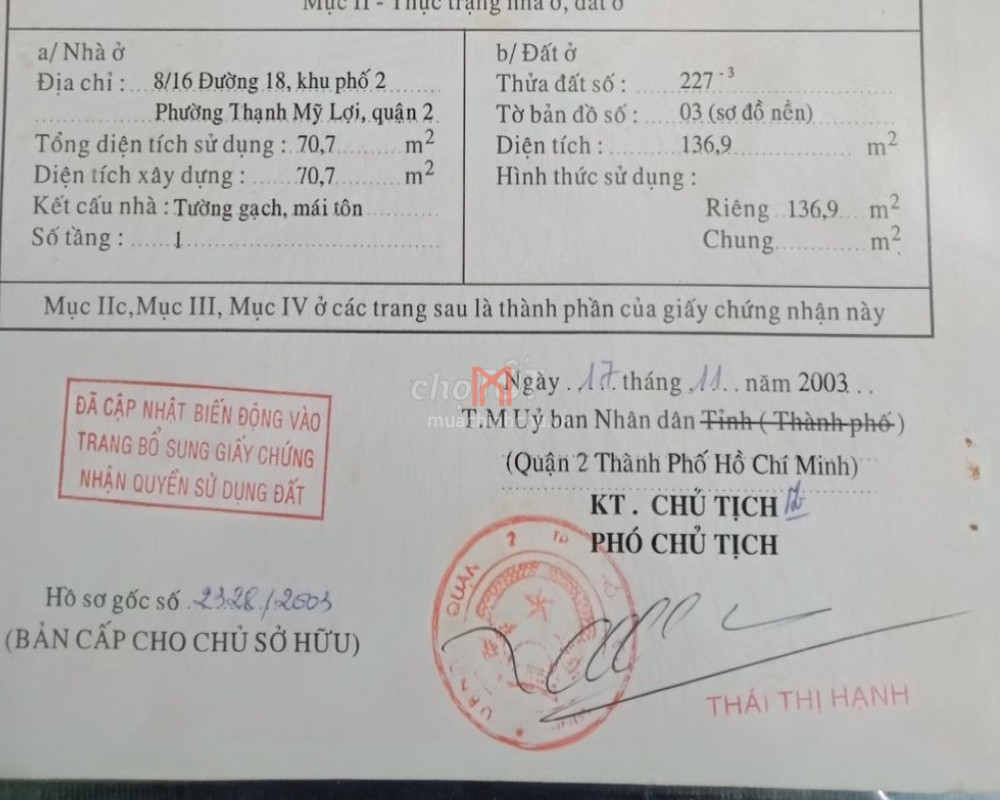 Mục II - Thực trạng nhà ở, đất ở
a/ Nhà ở
Địa chỉ : 8/16 Đường 18, khu phố 2
Phường Thạnh Mỹ Lợi, quận 2
Tổng diện tích sử dụng : 70,7 m2
Diện tích xây dựng : 70,7 m2
Kết cấu nhà : Tường gạch, mái tôn
Số tầng : 1
b/ Đất ở
Thửa đất số : 227 -3
Tờ bản đồ số : 03 (sơ đồ nền)
Diện tích : 136,9 m2
Hình thức sử dụng :
Riêng 136,9 m2
Chung m2
Mục IIc,Mục III, Mục IV ở các trang sau là thành phần của giấy chứng nhận này
Ngày 17 tháng 11 năm 2003
T.M Uỷ ban Nhân dân Tỉnh ( Thành phố )
(Quận 2 Thành Phố Hồ Chí Minh)
KT . CHỦ TỊCH
PHÓ CHỦ TỊCH
ĐÃ CẬP NHẬT BIẾN ĐỘNG VÀO
TRANG BỔ SUNG GIẤY CHỨNG
NHẬN QUYỀN SỬ DỤNG ĐẤT
Hồ sơ gốc số 2328/2003
(BẢN CẤP CHO CHỦ SỞ HỮU)
QUẬN 2
THÁI THỊ HẠNH